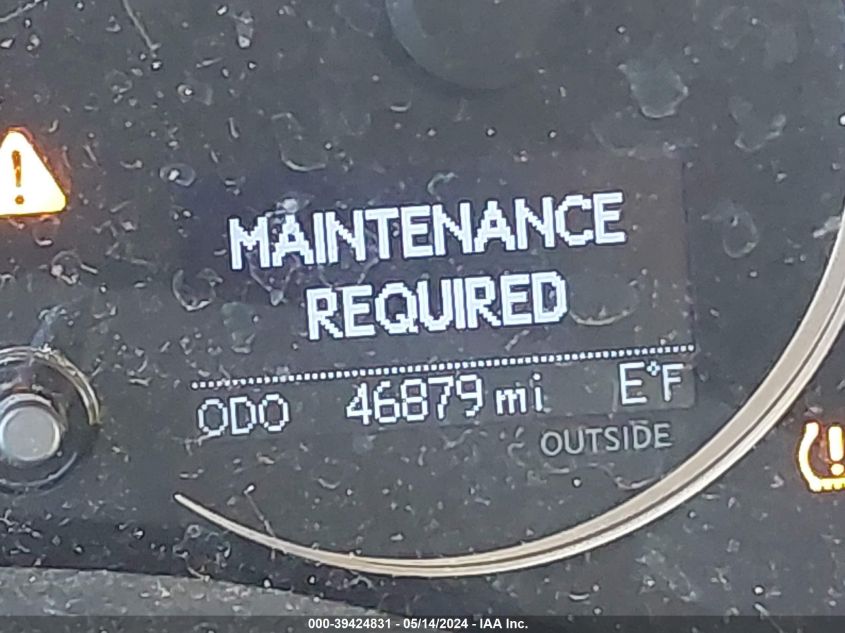 MAINTENANCE
REQUIRED
ODO 46879 mi E°F
OUTSIDE
000-39424831 - 05/14/2024 - IAA Inc.